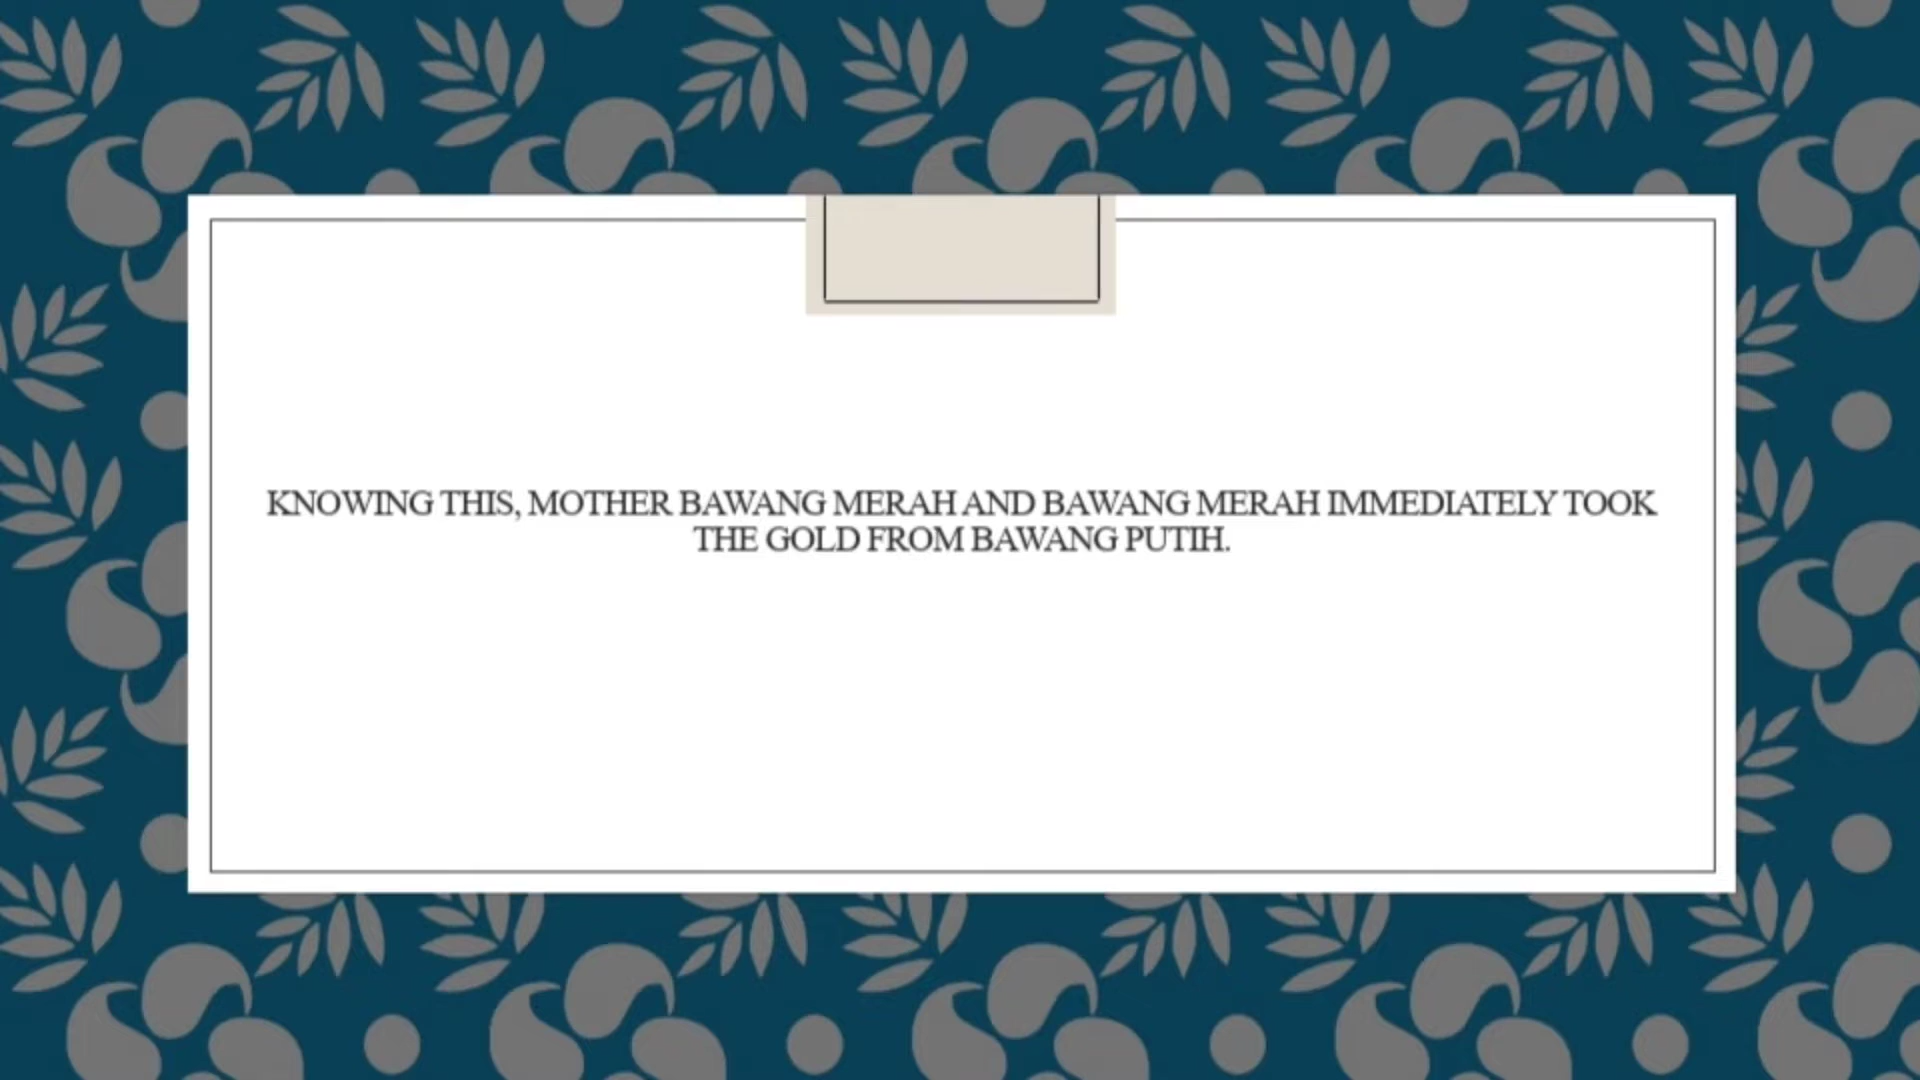 KNOWING THIS, MOTHER BAWANG MERAH AND BAWANG MERAH IMMEDIATELY TOOK
THE GOLD FROM BAWANG PUTIH.